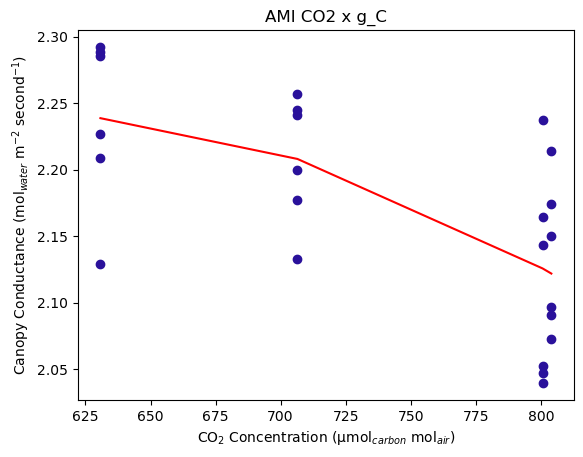 AMI CO2 x g_C
2.30
2.25
2.20
2.15
2.10
2.05
Canopy Conductance (mol_water m⁻² second⁻¹)
625 650 675 700 725 750 775 800
CO₂ Concentration (μmol_carbon mol_air)